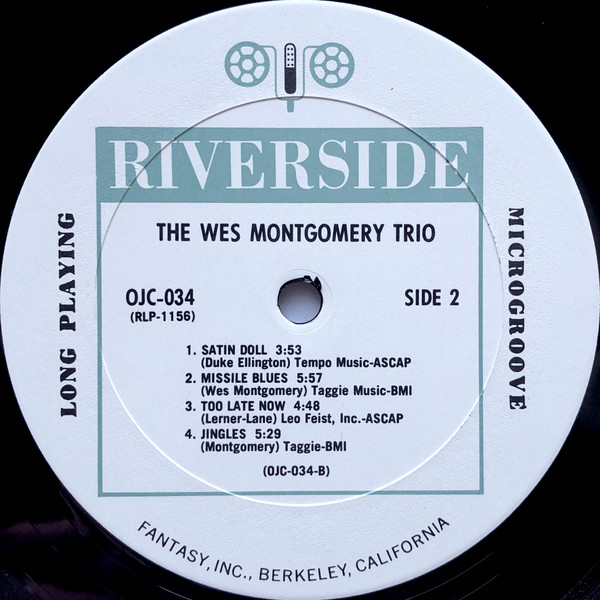 RIVERSIDE
THE WES MONTGOMERY TRIO
LONG PLAYING
MICROGROOVE
OJC-034
(RLP-1156)
SIDE 2
1. SATIN DOLL 3:53
(Duke Ellington) Tempo Music-ASCAP
2. MISSILE BLUES 5:57
(Wes Montgomery) Taggie Music-BMI
3. TOO LATE NOW 4:48
(Lerner-Lane) Leo Feist, Inc.-ASCAP
4. JINGLES 5:29
(Montgomery) Taggie-BMI
(OJC-034-B)
FANTASY, INC., BERKELEY, CALIFORNIA